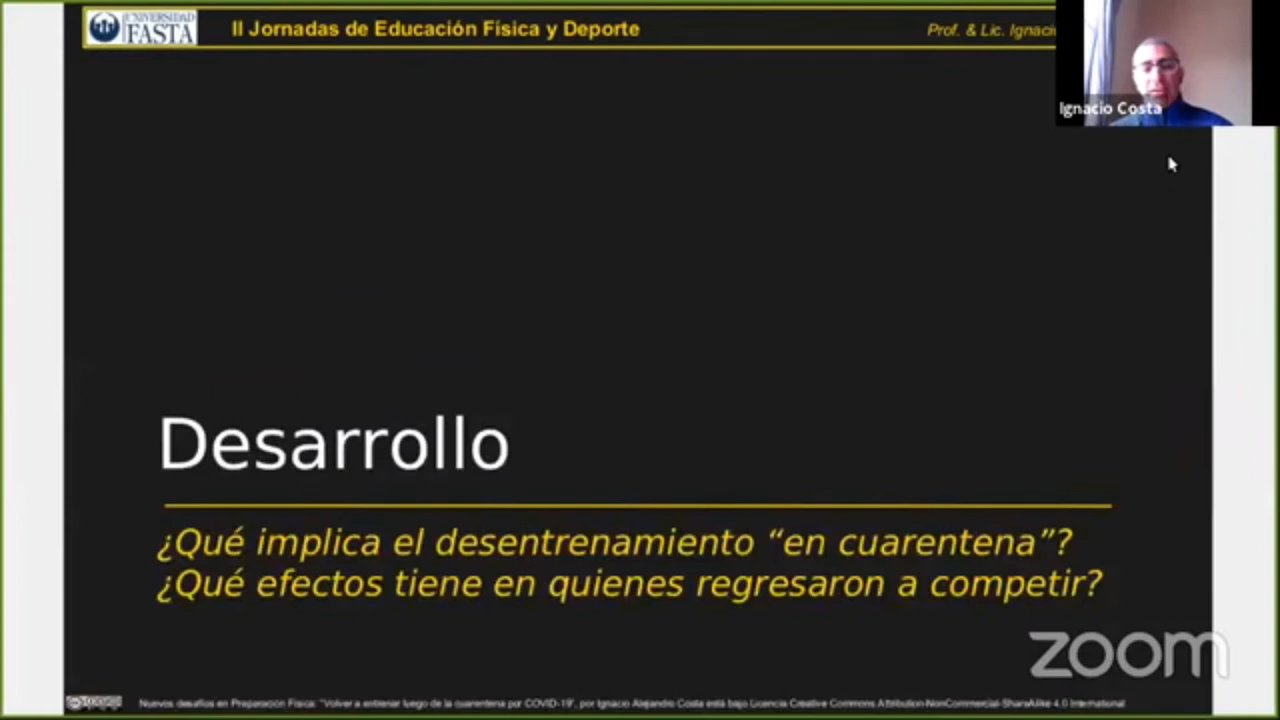 UNIVERSIDAD
FASTA
II Jornadas de Educación Física y Deporte
Prof. & Lic. Ignacio
Ignacio Costa
Desarrollo
¿Qué implica el desentrenamiento “en cuarentena”?
¿Qué efectos tiene en quienes regresaron a competir?
zoom
Nuevos desafíos en Preparación Física: "Volver a entrenar luego de la cuarentena por COVID-19", por Ignacio Alejandro Costa está bajo Licencia Creative Commons Attribution-NonCommercial-ShareAlike 4.0 International